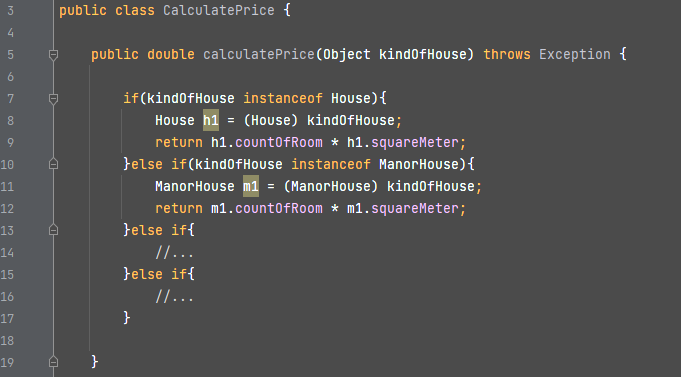 3 public class CalculatePrice {
4
5     public double calculatePrice(Object kindOfHouse) throws Exception {
6
7         if(kindOfHouse instanceof House){
8             House h1 = (House) kindOfHouse;
9             return h1.countOfRoom * h1.squareMeter;
10         }else if(kindOfHouse instanceof ManorHouse){
11             ManorHouse m1 = (ManorHouse) kindOfHouse;
12             return m1.countOfRoom * m1.squareMeter;
13         }else if{
14             //...
15         }else if{
16             //...
17         }
18
19     }